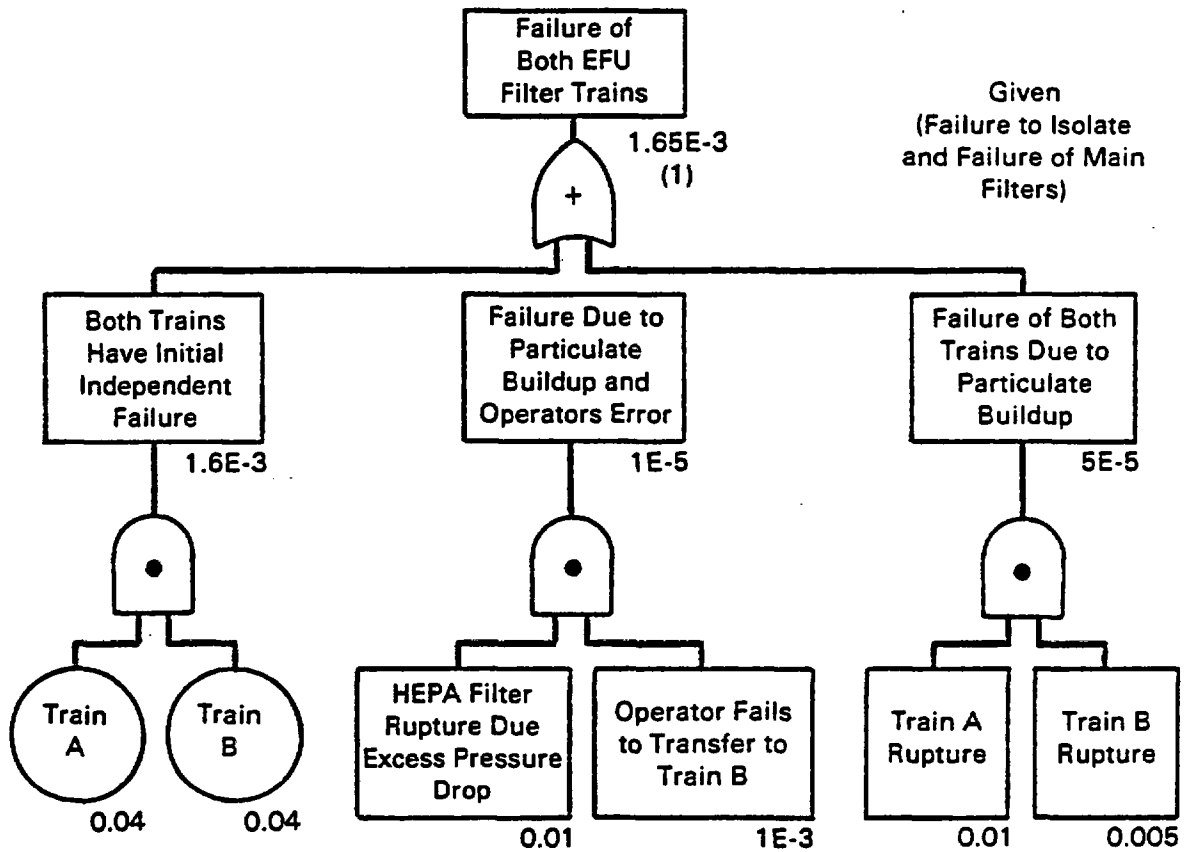 Failure of
Both EFU
Filter Trains
Given
(Failure to Isolate
and Failure of Main
Filters)
1.65E-3
(1)
+
Both Trains
Have Initial
Independent
Failure
1.6E-3
Failure Due to
Particulate
Buildup and
Operators Error
1E-5
Failure of Both
Trains Due to
Particulate
Buildup
5E-5
Train
A
0.04
Train
B
0.04
HEPA Filter
Rupture Due
Excess Pressure
Drop
0.01
Operator Fails
to Transfer to
Train B
1E-3
Train A
Rupture
0.01
Train B
Rupture
0.005